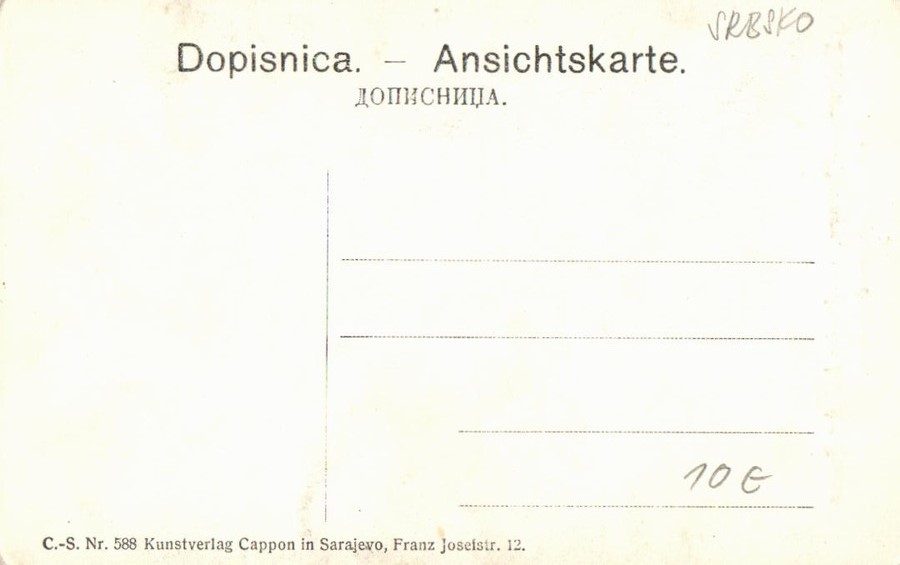 SRBSKO
Dopisnica. — Ansichtskarte.
ДОПИСНИЦА.
10 €
C.-S. Nr. 588 Kunstverlag Cappon in Sarajevo, Franz Josefstr. 12.